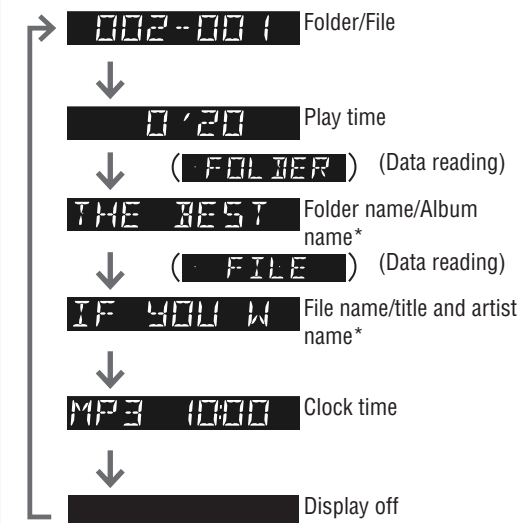 002-001 Folder/File
0'20 Play time
( FOLDER ) (Data reading)
THE BEST Folder name/Album
name*
( FILE ) (Data reading)
IF YOU W File name/title and artist
name*
MP3 10:00 Clock time
Display off